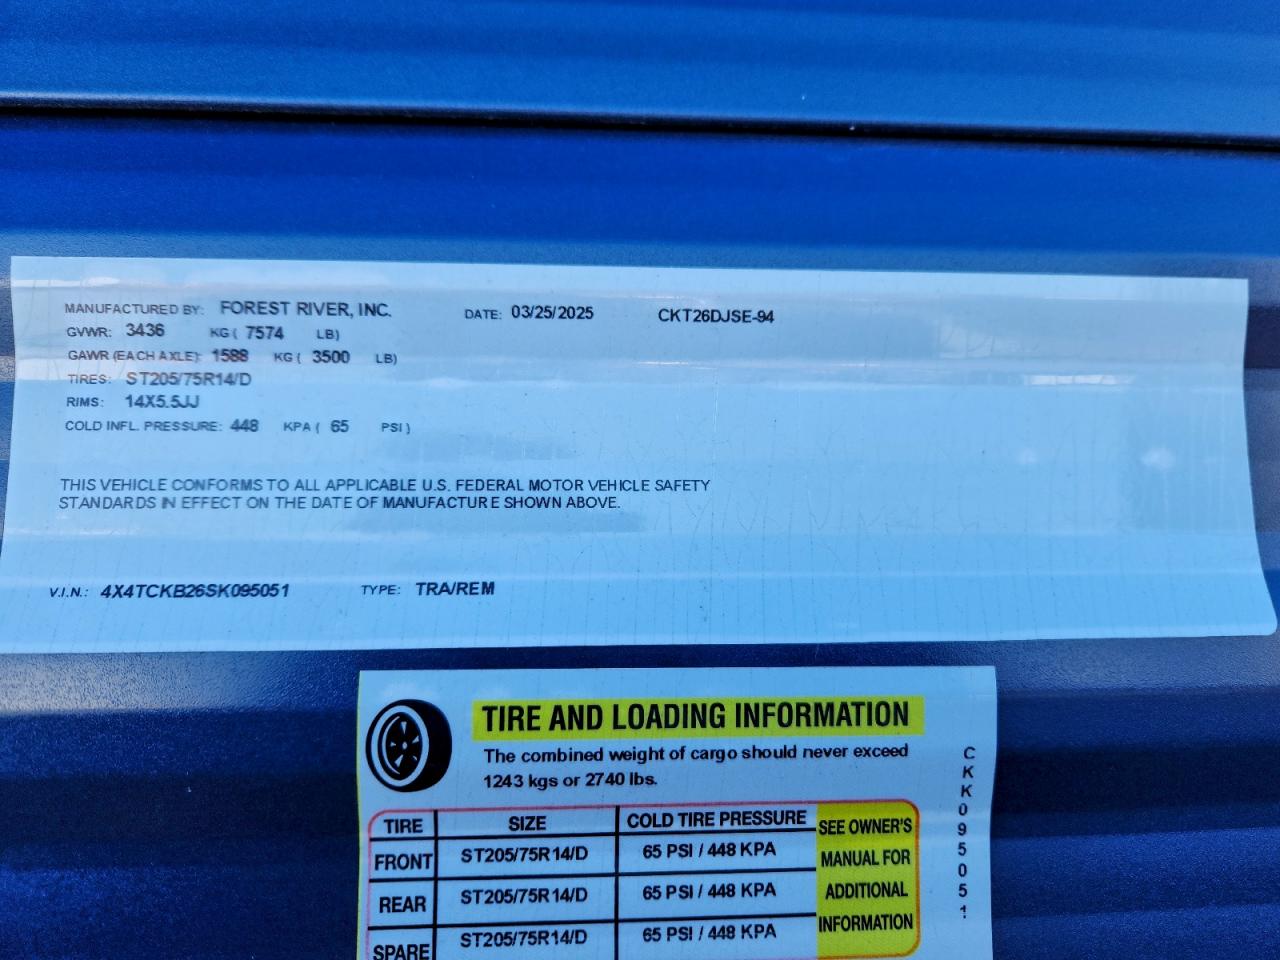 MANUFACTURED BY: FOREST RIVER, INC. DATE: 03/25/2025 CKT26DJSE-94
GVWR: 3436 KG ( 7574 LB)
GAWR (EACH AXLE): 1588 KG ( 3500 LB)
TIRES: ST205/75R14/D
RIMS: 14X5.5JJ
COLD INFL. PRESSURE: 448 KPA ( 65 PSI )
THIS VEHICLE CONFORMS TO ALL APPLICABLE U.S. FEDERAL MOTOR VEHICLE SAFETY
STANDARDS IN EFFECT ON THE DATE OF MANUFACTURE SHOWN ABOVE.
V.I.N.: 4X4TCKB26SK095051 TYPE: TRA/REM
TIRE AND LOADING INFORMATION
The combined weight of cargo should never exceed
1243 kgs or 2740 lbs.
TIRE SIZE COLD TIRE PRESSURE
FRONT ST205/75R14/D 65 PSI / 448 KPA
REAR ST205/75R14/D 65 PSI / 448 KPA
SPARE ST205/75R14/D 65 PSI / 448 KPA
SEE OWNER'S
MANUAL FOR
ADDITIONAL
INFORMATION
CKK095051